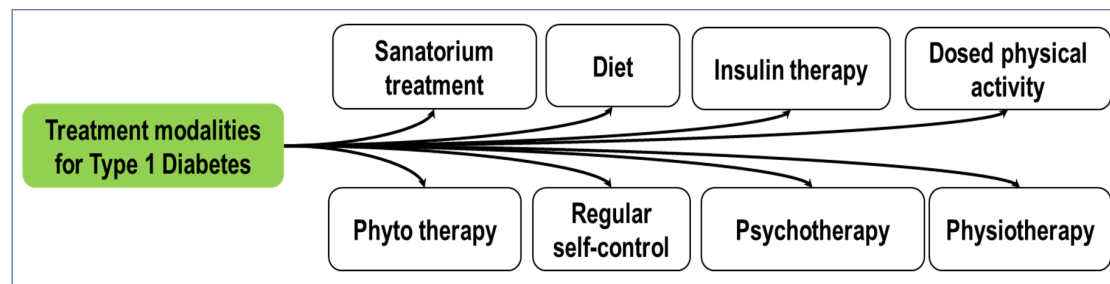 Treatment modalities
for Type 1 Diabetes
Sanatorium
treatment
Diet
Insulin therapy
Dosed physical
activity
Phyto therapy
Regular
self-control
Psychotherapy
Physiotherapy